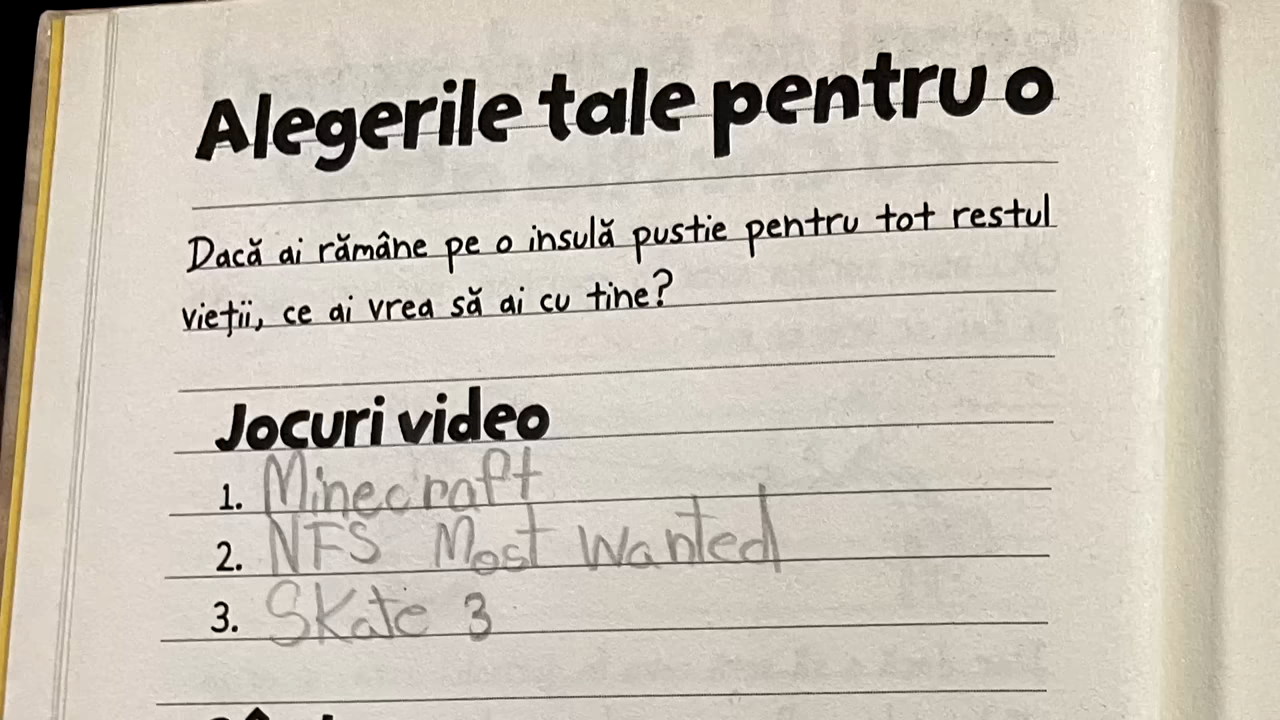 Alegerile tale pentru o
Dacă ai rămâne pe o insulă pustie pentru tot restul
vieții, ce ai vrea să ai cu tine?
Jocuri video
1. Minecraft
2. NFS Most Wanted
3. Skate 3